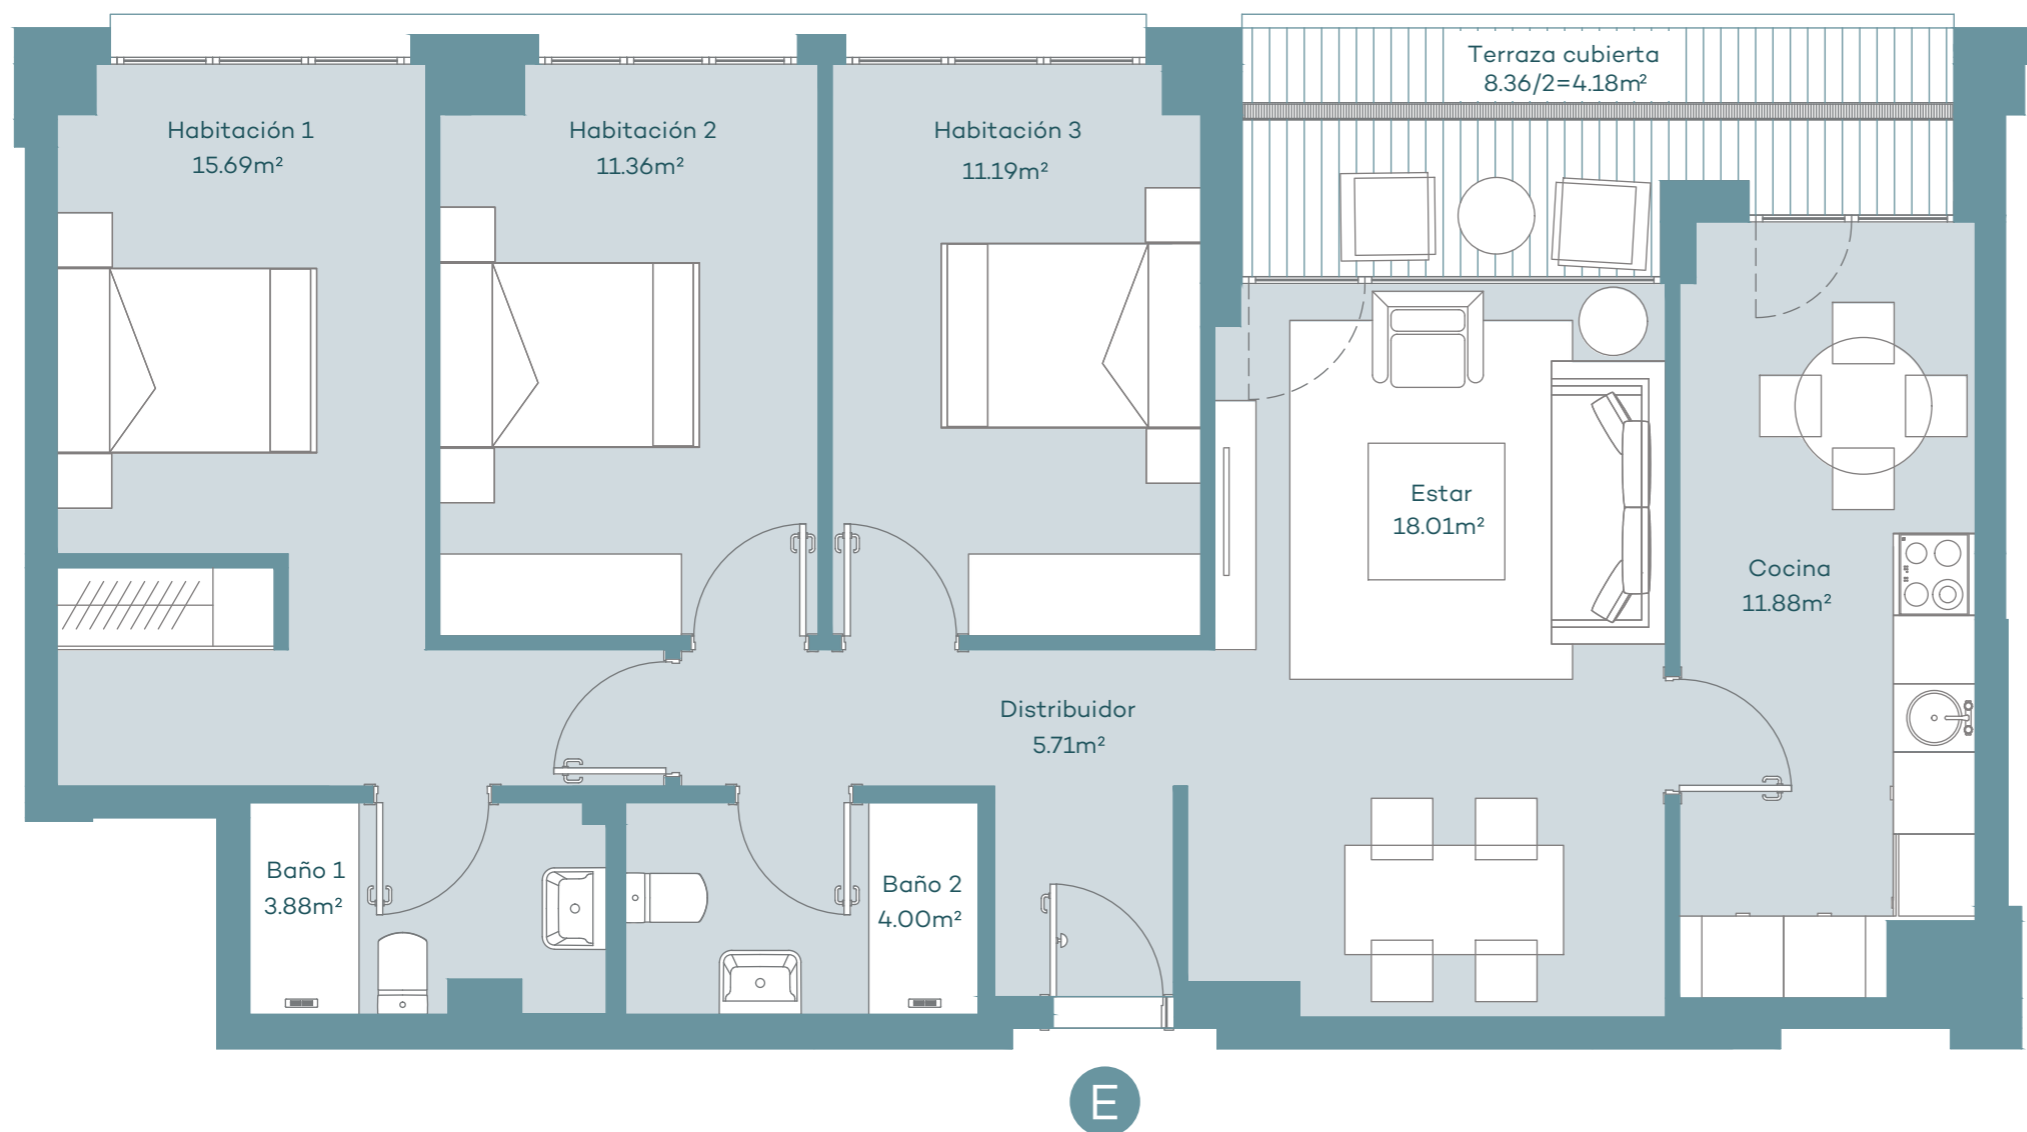 Terraza cubierta
8.36/2=4.18m²
Habitación 1
15.69m²
Habitación 2
11.36m²
Habitación 3
11.19m²
Estar
18.01m²
Cocina
11.88m²
Distribuidor
5.71m²
Baño 1
3.88m²
Baño 2
4.00m²
E